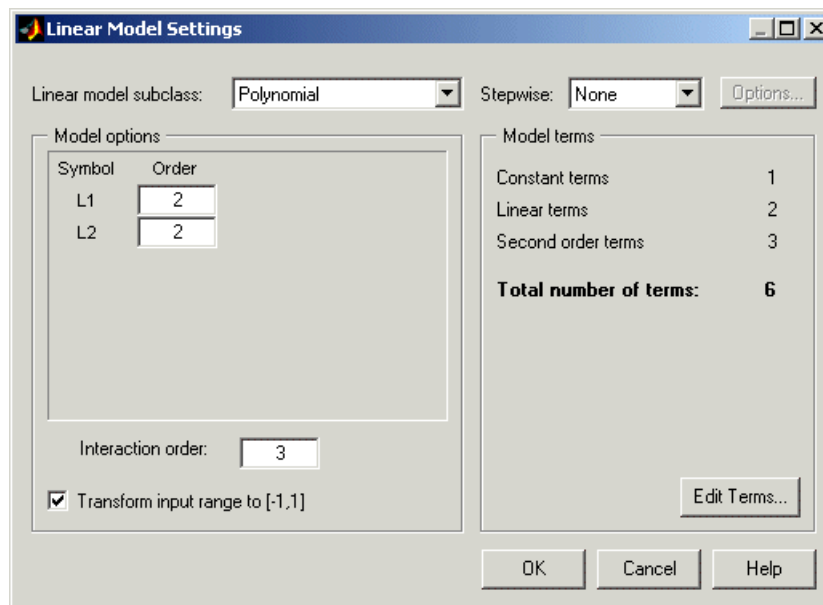 Linear Model Settings
Linear model subclass: Polynomial Stepwise: None Options...
Model options
Symbol Order
L1 2
L2 2
Interaction order: 3
Transform input range to [-1,1]
Model terms
Constant terms 1
Linear terms 2
Second order terms 3
Total number of terms: 6
Edit Terms...
OK Cancel Help